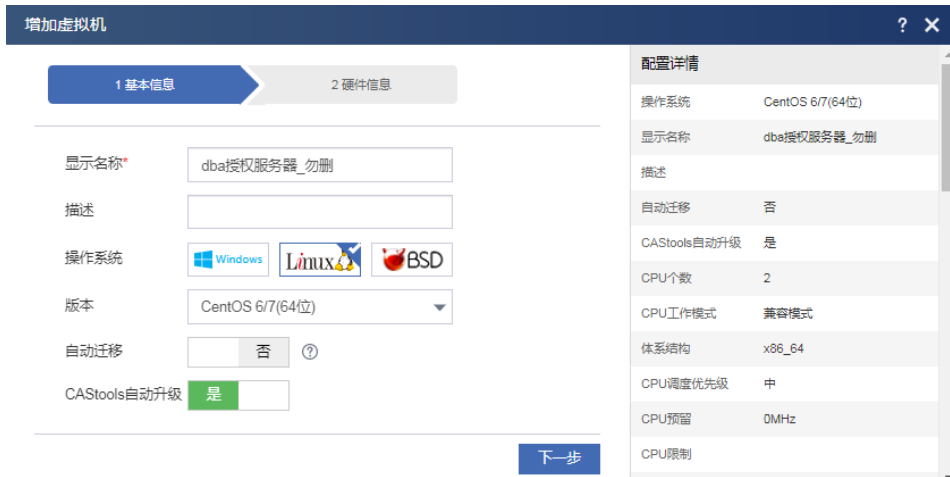 增加虚拟机
? ×
1 基本信息
2 硬件信息
显示名称*
dba授权服务器_勿删
描述
操作系统
Windows
Linux
BSD
版本
CentOS 6/7(64位)
自动迁移
否
?
CAStools自动升级
是
下一步
配置详情
操作系统 CentOS 6/7(64位)
显示名称 dba授权服务器_勿删
描述
自动迁移 否
CAStools自动升级 是
CPU个数 2
CPU工作模式 兼容模式
体系结构 x86_64
CPU调度优先级 中
CPU预留 0MHz
CPU限制